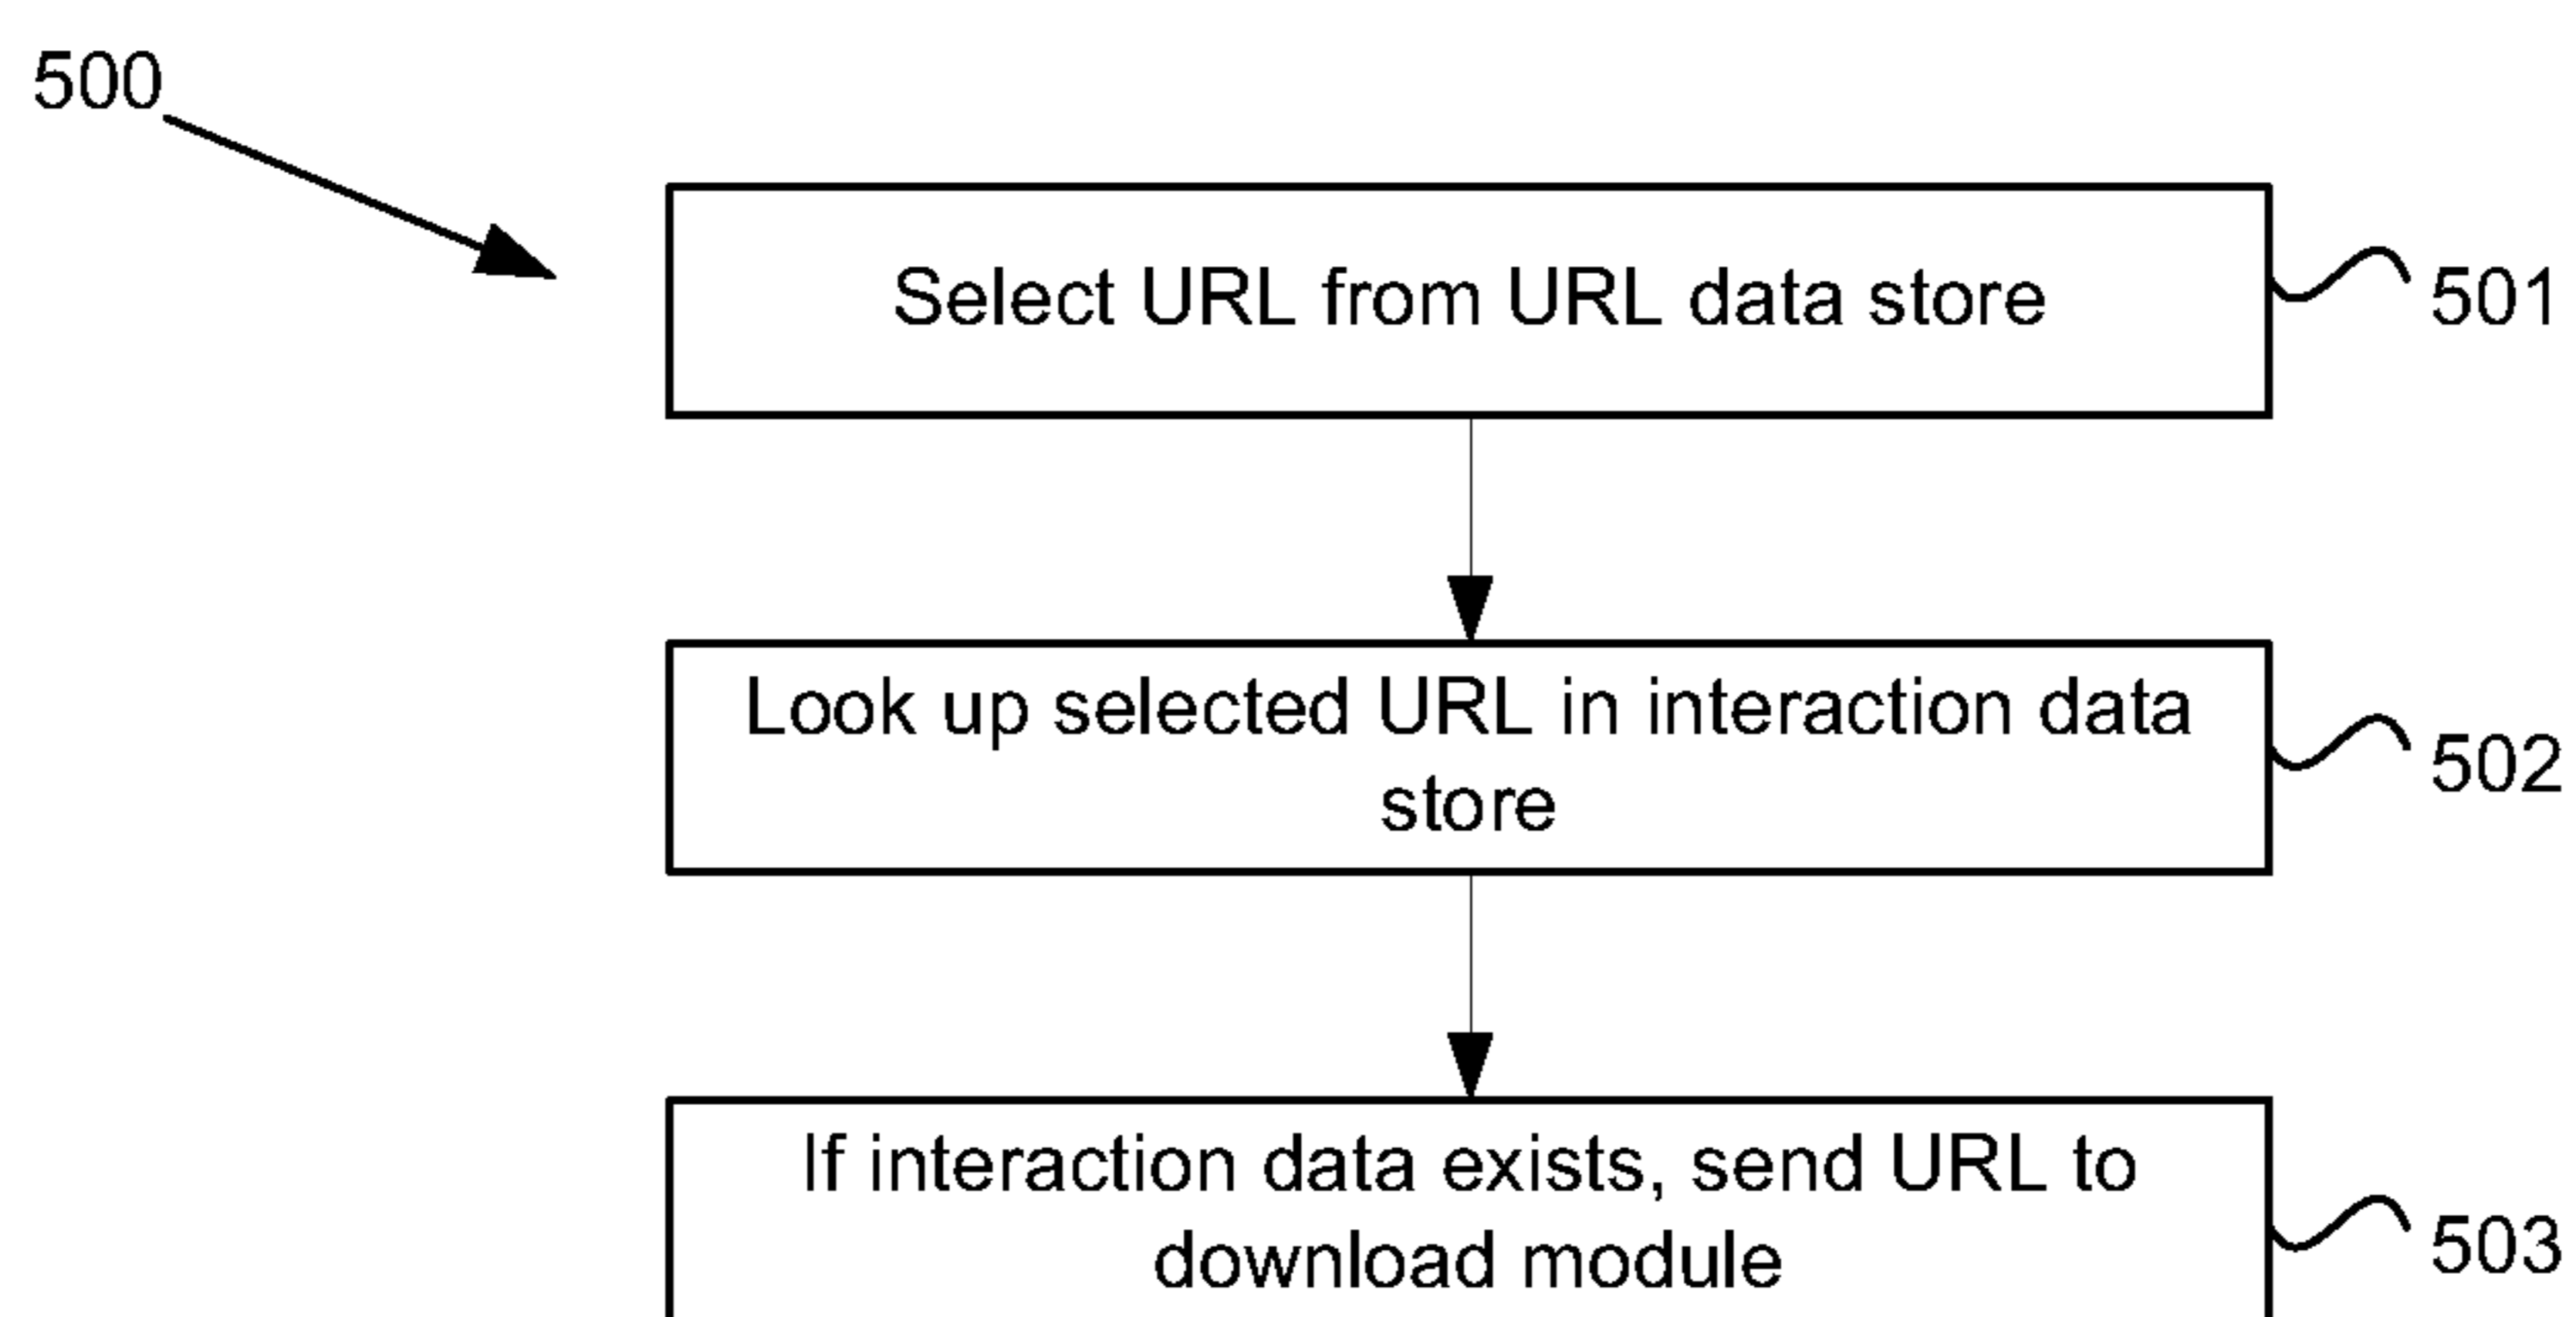 500
Select URL from URL data store
501
Look up selected URL in interaction data
store
502
If interaction data exists, send URL to
download module
503